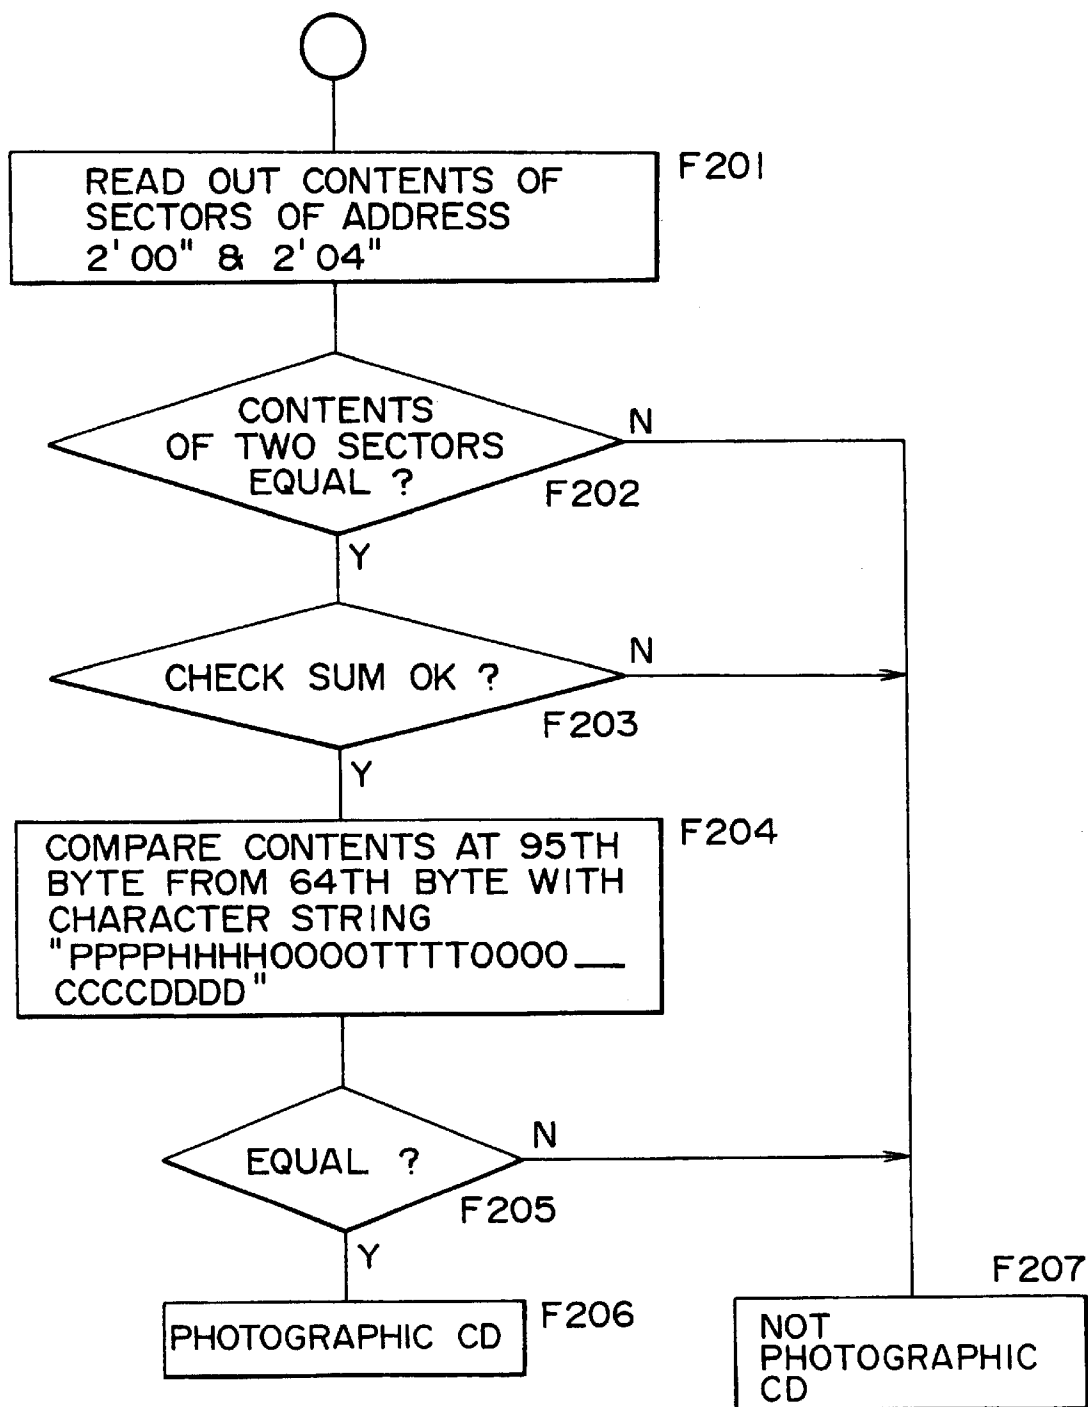 F201
READ OUT CONTENTS OF
SECTORS OF ADDRESS
2'00" & 2'04"
CONTENTS
OF TWO SECTORS
EQUAL ?
N
F202
Y
CHECK SUM OK ?
N
F203
Y
F204
COMPARE CONTENTS AT 95TH
BYTE FROM 64TH BYTE WITH
CHARACTER STRING
"PPPPHHHHOOOOTTTTOOOO__
CCCCDDDD"
EQUAL ?
N
F205
Y
F206
PHOTOGRAPHIC CD
F207
NOT
PHOTOGRAPHIC
CD